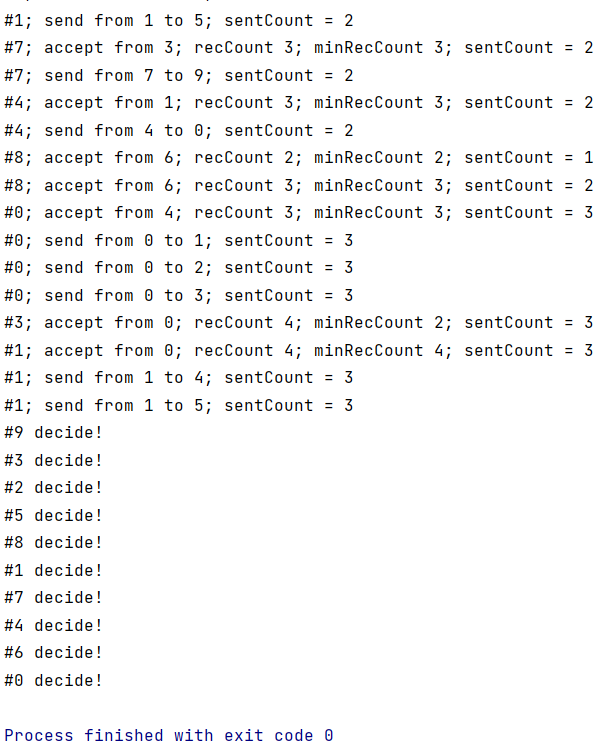 #1; send from 1 to 5; sentCount = 2
#7; accept from 3; recCount 3; minRecCount 3; sentCount = 2
#7; send from 7 to 9; sentCount = 2
#4; accept from 1; recCount 3; minRecCount 3; sentCount = 2
#4; send from 4 to 0; sentCount = 2
#8; accept from 6; recCount 2; minRecCount 2; sentCount = 1
#8; accept from 6; recCount 3; minRecCount 3; sentCount = 2
#0; accept from 4; recCount 3; minRecCount 3; sentCount = 3
#0; send from 0 to 1; sentCount = 3
#0; send from 0 to 2; sentCount = 3
#0; send from 0 to 3; sentCount = 3
#3; accept from 0; recCount 4; minRecCount 2; sentCount = 3
#1; accept from 0; recCount 4; minRecCount 4; sentCount = 3
#1; send from 1 to 4; sentCount = 3
#1; send from 1 to 5; sentCount = 3
#9 decide!
#3 decide!
#2 decide!
#5 decide!
#8 decide!
#1 decide!
#7 decide!
#4 decide!
#6 decide!
#0 decide!
Process finished with exit code 0